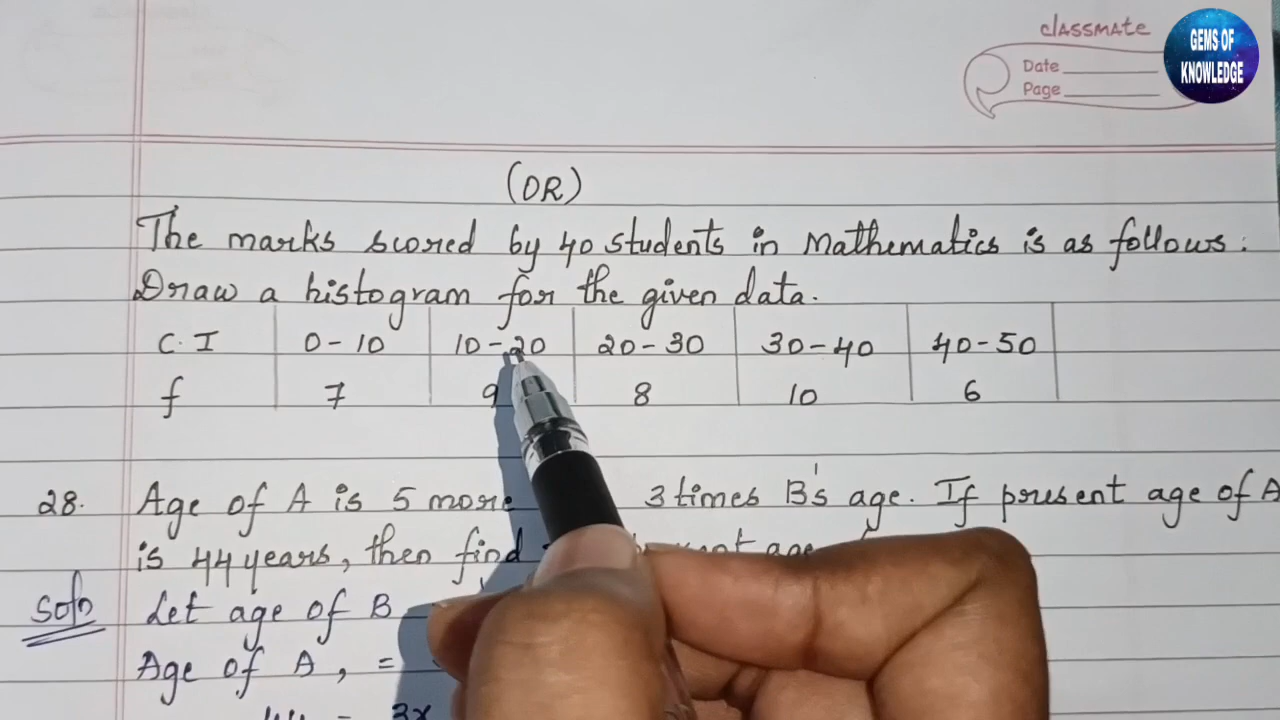 classmate
GEMS OF
KNOWLEDGE
Date
Page
(OR)
The marks scored by 40 students in Mathematics is as follows:
Draw a histogram for the given data.
C.I 0-10 10-20 20-30 30-40 40-50
f 7 9 8 10 6
28. Age of A is 5 more 3 times B's age. If present age of A
is 44 years, then find
Soln Let age of B
Age of A, =
44 = 3x